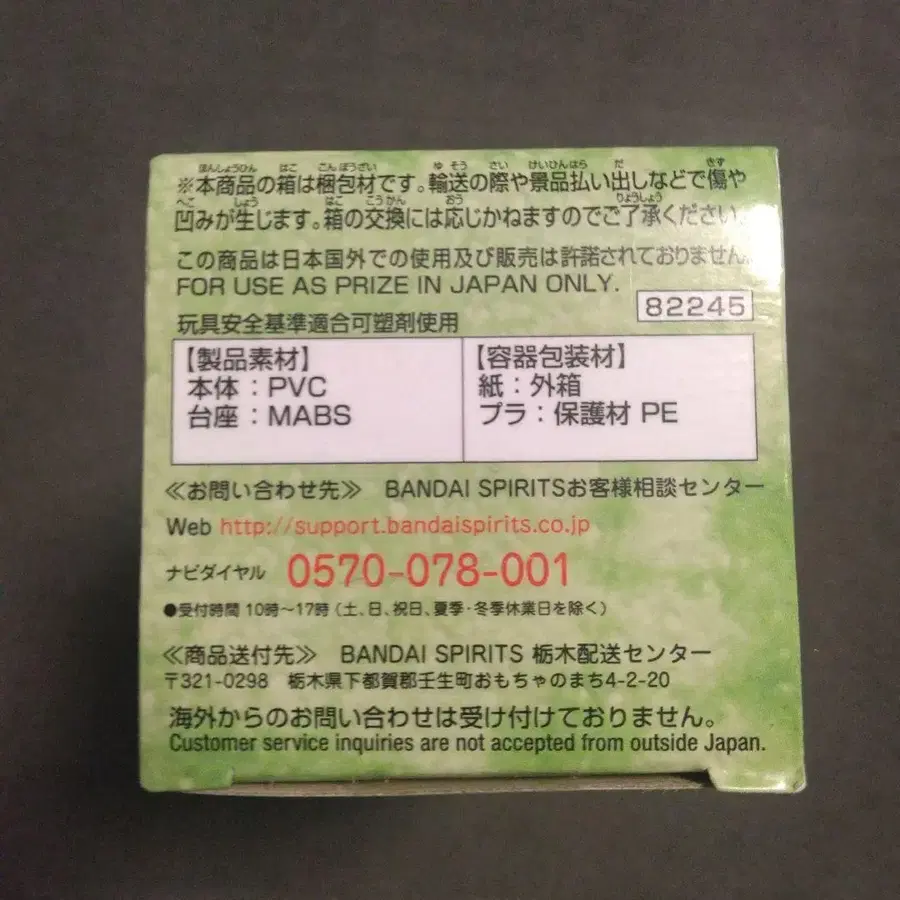 ※本商品の箱は梱包材です。輸送の際や景品払い出しなどで傷や
凹みが生じます。箱の交換には応じかねますのでご了承ください。
この商品は日本国外での使用及び販売は許諾されておりません。
FOR USE AS PRIZE IN JAPAN ONLY.
82245
玩具安全基準適合可塑剤使用
【製品素材】
本体：PVC
台座：MABS
【容器包装材】
紙：外箱
プラ：保護材 PE
≪お問い合わせ先≫ BANDAI SPIRITSお客様相談センター
Web http://support.bandaispirits.co.jp
ナビダイヤル 0570-078-001
●受付時間 10時～17時（土、日、祝日、夏季・冬季休業日を除く）
≪商品送付先≫ BANDAI SPIRITS 栃木配送センター
〒321-0298 栃木県下都賀郡壬生町おもちゃのまち4-2-20
海外からのお問い合わせは受け付けておりません。
Customer service inquiries are not accepted from outside Japan.